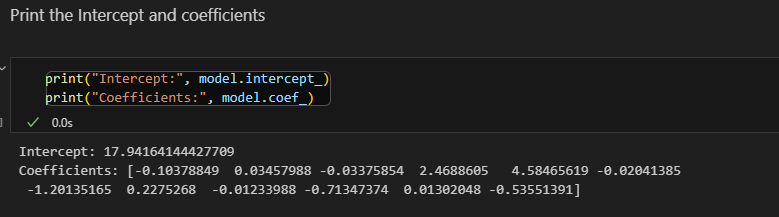 Print the Intercept and coefficients
print("Intercept:", model.intercept_)
print("Coefficients:", model.coef_)
0.0s
Intercept: 17.94164144427709
Coefficients: [-0.10378849  0.03457988 -0.03375854  2.4688605   4.58465619 -0.02041385
 -1.20135165  0.2275268  -0.01233988 -0.71347374  0.01302048 -0.53551391]